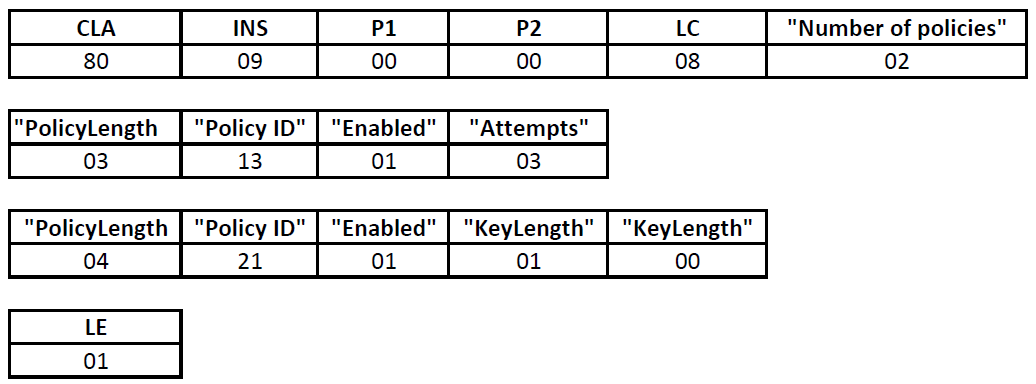 CLA INS P1 P2 LC "Number of policies"
80 09 00 00 08 02
"PolicyLength "Policy ID" "Enabled" "Attempts"
03 13 01 03
"PolicyLength "Policy ID" "Enabled" "KeyLength" "KeyLength"
04 21 01 01 00
LE
01